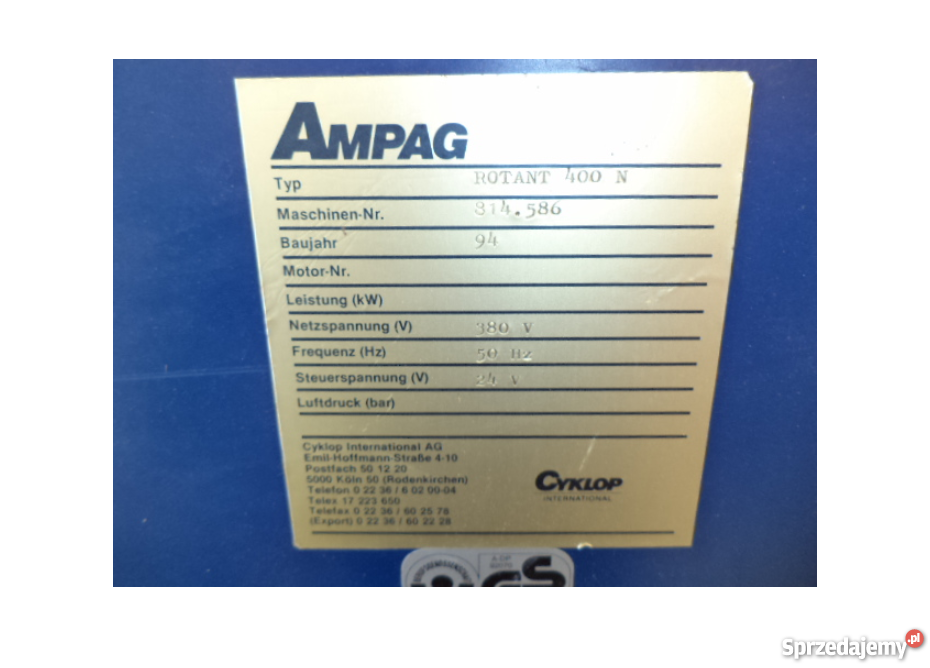 AMPAG
Typ ROTANT 400 N
Maschinen-Nr. 814.586
Baujahr 94
Motor-Nr.
Leistung (kW)
Netzspannung (V) 380 V
Frequenz (Hz) 50 Hz
Steuerspannung (V) 24 V
Luftdruck (bar)
Cyklop International AG
Emil-Hoffmann-Straße 4-10
Postfach 50 12 20
5000 Köln 50 (Rodenkirchen)
Telefon 0 22 36 / 6 02 00-04
Telex 17 223 650
Telefax 0 22 36 / 60 25 78
(Export) 0 22 36 / 60 22 28
CYKLOP
INTERNATIONAL
GS
Sprzedajemy.pl